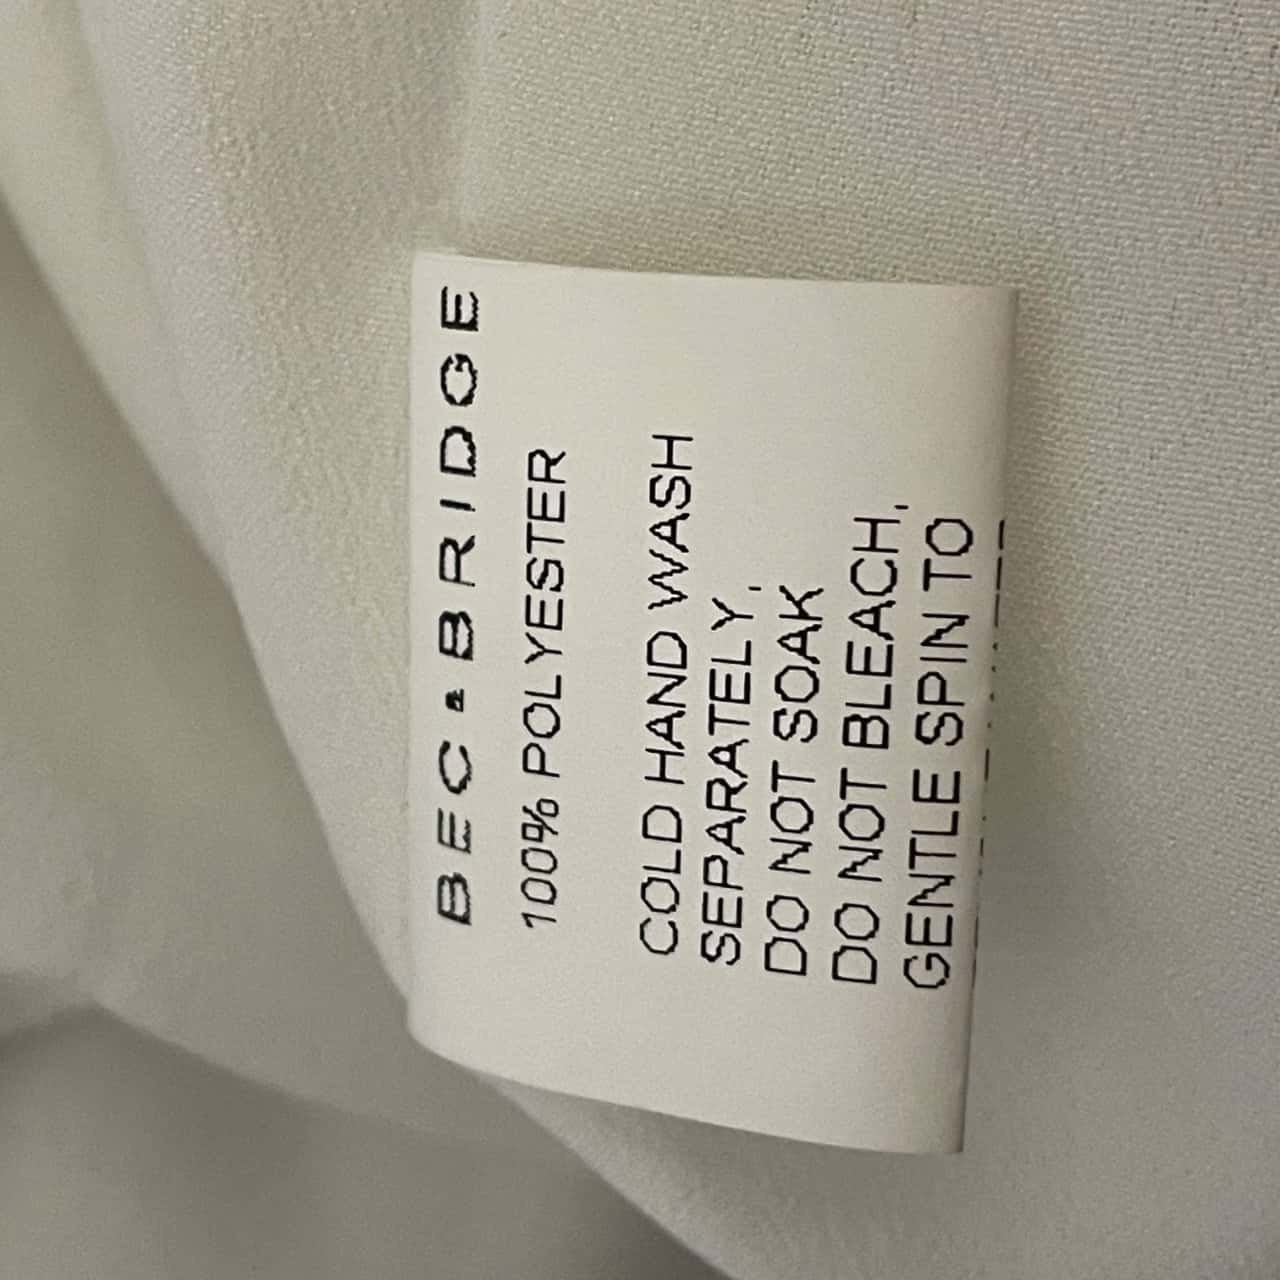 BEC & BRIDGE
100% POLYESTER
COLD HAND WASH
SEPARATELY,
DO NOT SOAK
DO NOT BLEACH,
GENTLE SPIN TO